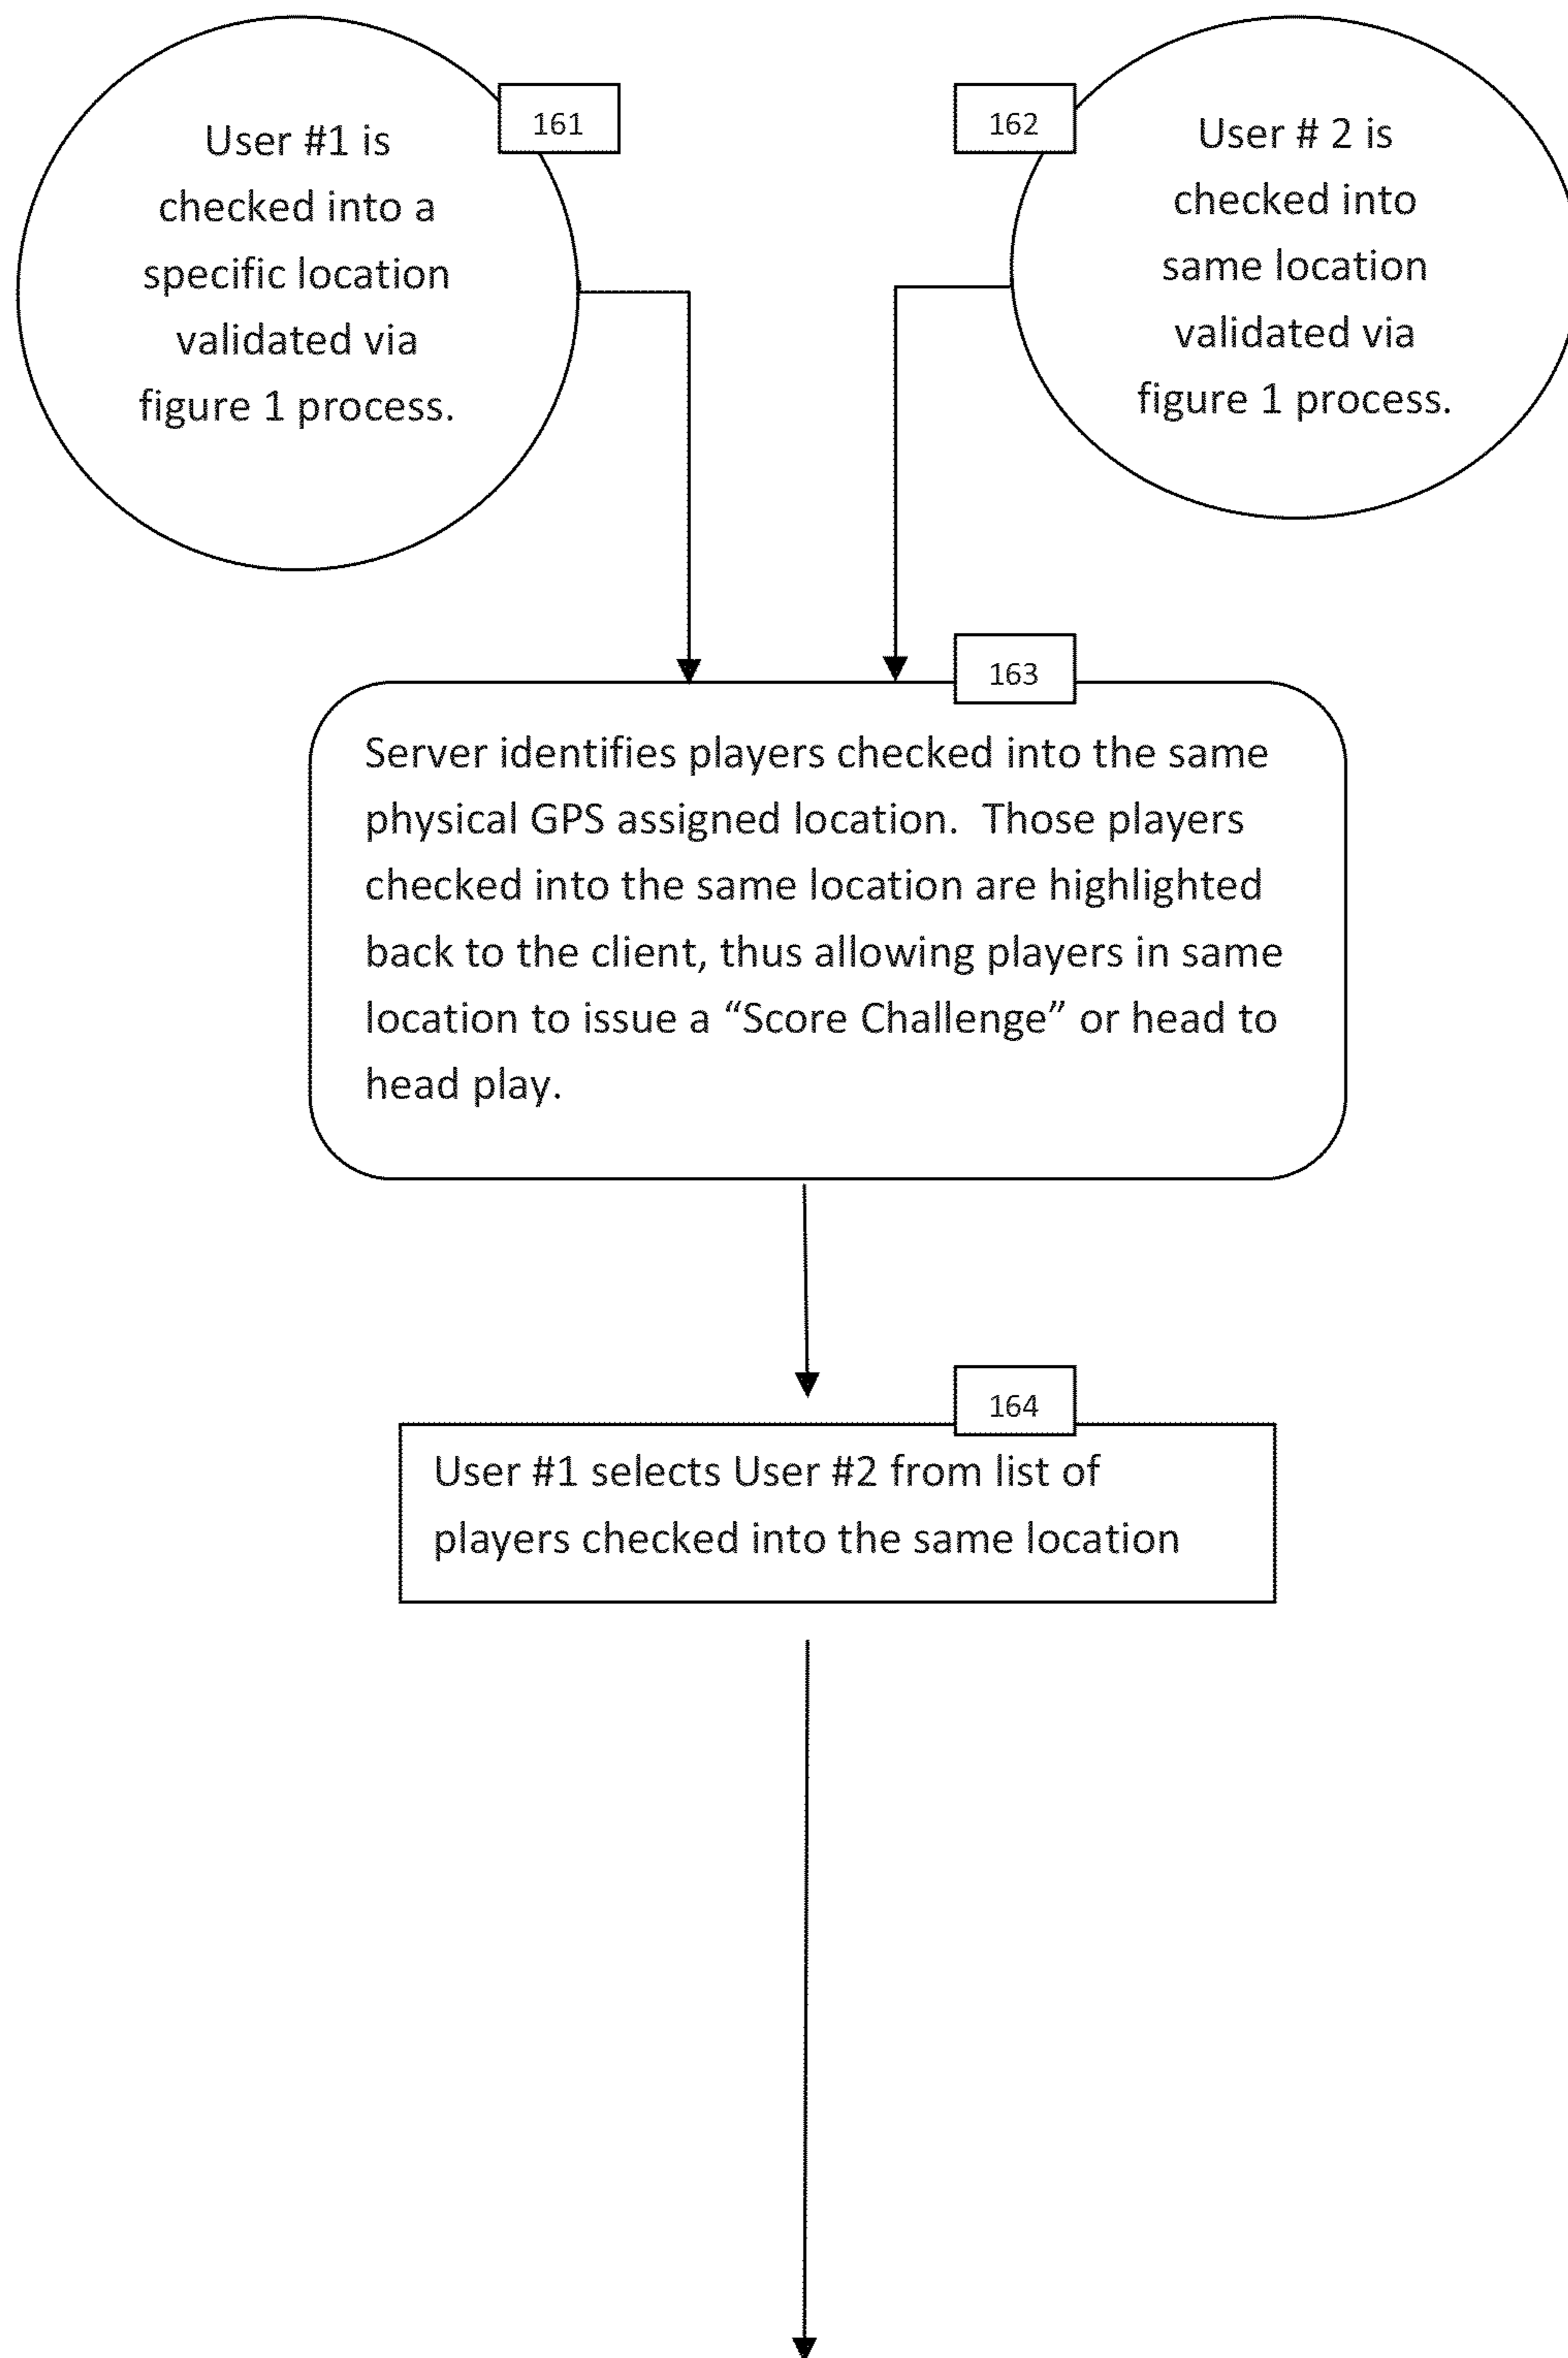 161
User #1 is
checked into a
specific location
validated via
figure 1 process.
162
User # 2 is
checked into
same location
validated via
figure 1 process.
163
Server identifies players checked into the same
physical GPS assigned location.  Those players
checked into the same location are highlighted
back to the client, thus allowing players in same
location to issue a “Score Challenge” or head to
head play.
164
User #1 selects User #2 from list of
players checked into the same location